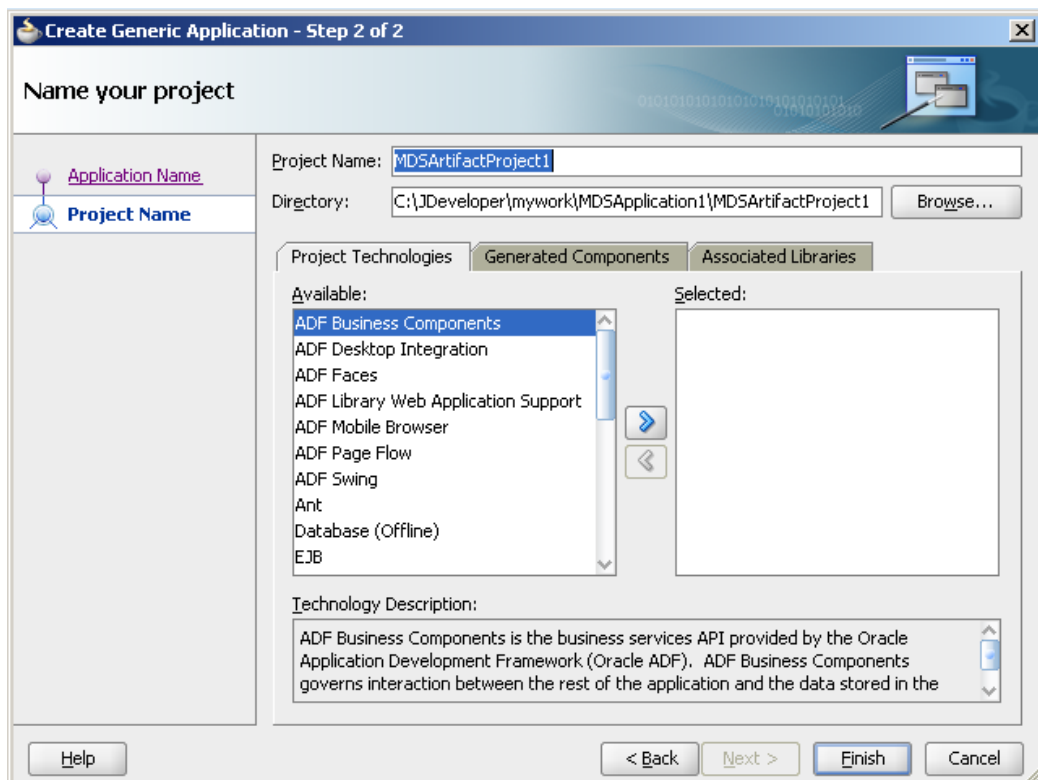 Create Generic Application - Step 2 of 2
Name your project
0101010101010101010101010101
01010101010
Application Name
Project Name
Project Name: MDSArtifactProject1
Directory: C:\JDeveloper\mywork\MDSApplication1\MDSArtifactProject1 Browse...
Project Technologies Generated Components Associated Libraries
Available: Selected:
ADF Business Components
ADF Desktop Integration
ADF Faces
ADF Library Web Application Support
ADF Mobile Browser
ADF Page Flow
ADF Swing
Ant
Database (Offline)
EJB
Technology Description:
ADF Business Components is the business services API provided by the Oracle
Application Development Framework (Oracle ADF). ADF Business Components
governs interaction between the rest of the application and the data stored in the
Help < Back Next > Finish Cancel